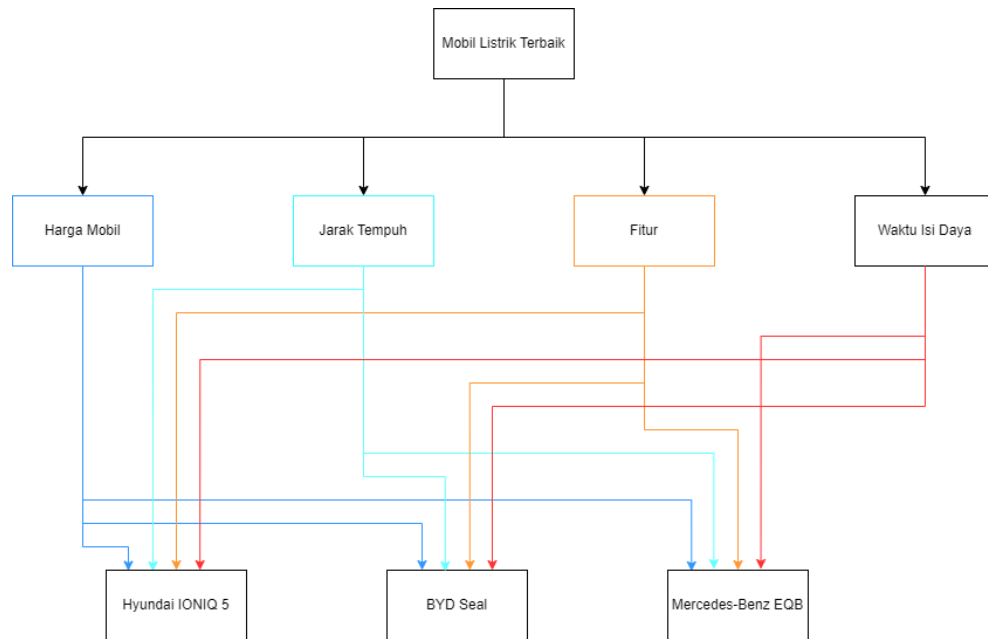 Mobil Listrik Terbaik
Harga Mobil
Jarak Tempuh
Fitur
Waktu Isi Daya
Hyundai IONIQ 5
BYD Seal
Mercedes-Benz EQB